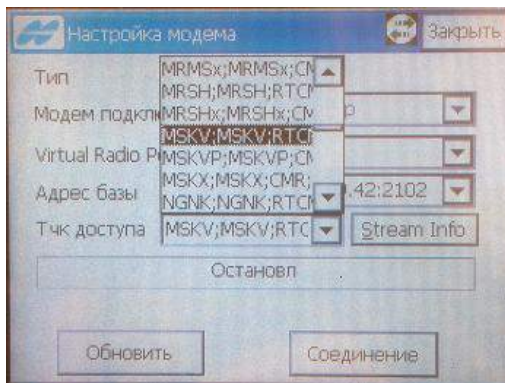 Настройка модема Закрыть
Тип
MRMSx;MRMSx;CM
MRSH;MRSH;RTCM
Модем подклю MRSHx;MRSHx;CM
MSKV;MSKV;RTCM
Virtual Radio P MSKVP;MSKVP;CM
MSKX;MSKX;CMR;
Адрес базы .42:2102
NGNK;NGNK;RTCM
Тчк доступа MSKV;MSKV;RTC Stream Info
Остановл
Обновить Соединение